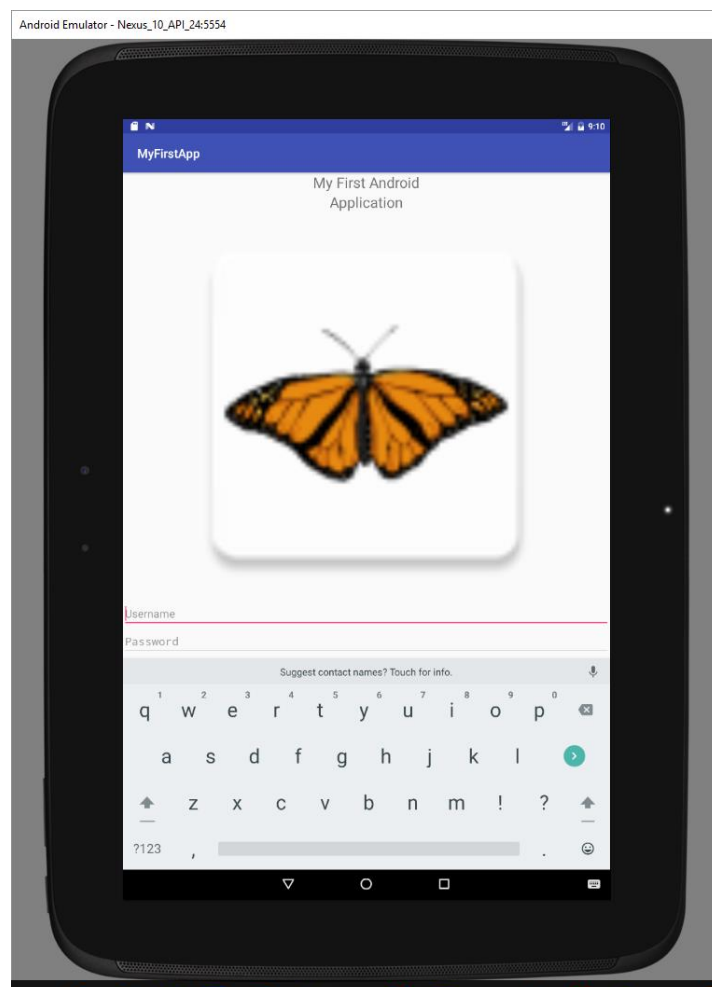 Android Emulator - Nexus_10_API_24:5554
9:10
MyFirstApp
My First Android
Application
Username
Password
Suggest contact names? Touch for info.
1 2 3 4 5 6 7 8 9 0
q w e r t y u i o p
a s d f g h j k l
z x c v b n m ! ?
?123 , .